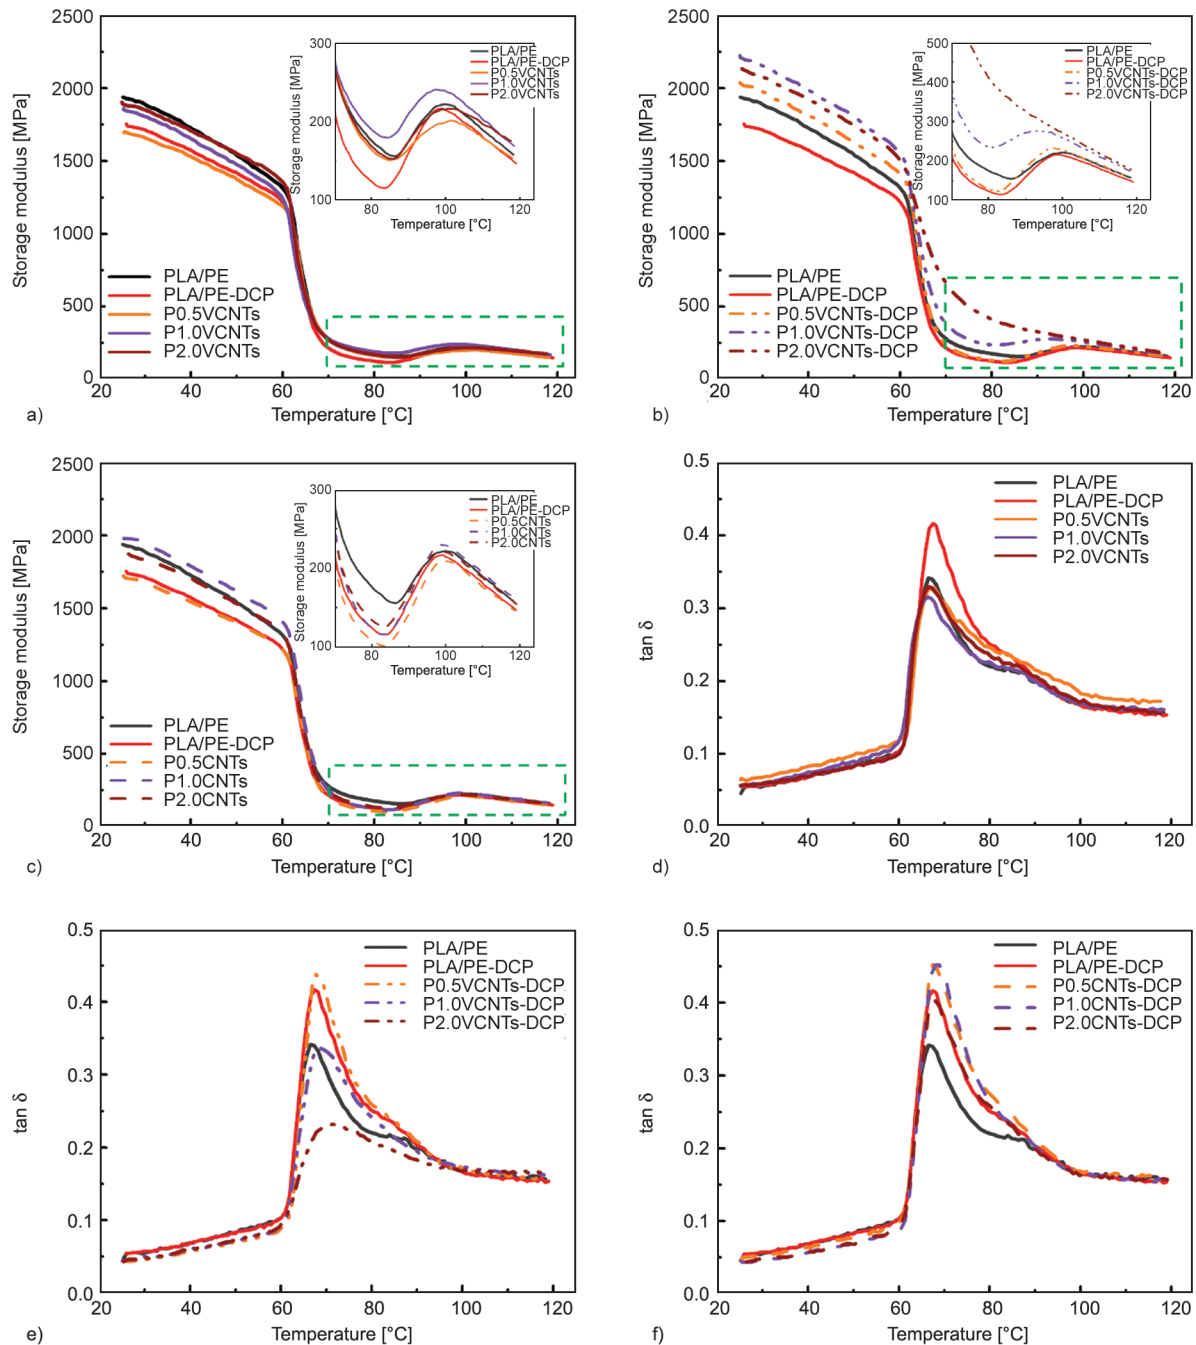 2500
2000
1500
1000
500
0
Storage modulus [MPa]
20
40
60
80
100
120
Temperature [°C]
PLA/PE
PLA/PE-DCP
P0.5VCNTs
P1.0VCNTs
P2.0VCNTs
300
200
100
Storage modulus [MPa]
80
100
120
Temperature [°C]
PLA/PE
PLA/PE-DCP
P0.5VCNTs
P1.0VCNTs
P2.0VCNTs
a)
2500
2000
1500
1000
500
0
Storage modulus [MPa]
20
40
60
80
100
120
Temperature [°C]
PLA/PE
PLA/PE-DCP
P0.5VCNTs-DCP
P1.0VCNTs-DCP
P2.0VCNTs-DCP
500
400
300
200
100
Storage modulus [MPa]
80
100
120
Temperature [°C]
PLA/PE
PLA/PE-DCP
P0.5VCNTs-DCP
P1.0VCNTs-DCP
P2.0VCNTs-DCP
b)
2500
2000
1500
1000
500
0
Storage modulus [MPa]
20
40
60
80
100
120
Temperature [°C]
PLA/PE
PLA/PE-DCP
P0.5CNTs
P1.0CNTs
P2.0CNTs
300
200
100
Storage modulus [MPa]
80
100
120
Temperature [°C]
PLA/PE
PLA/PE-DCP
P0.5CNTs
P1.0CNTs
P2.0CNTs
c)
0.5
0.4
0.3
0.2
0.1
0.0
tan δ
20
40
60
80
100
120
Temperature [°C]
PLA/PE
PLA/PE-DCP
P0.5VCNTs
P1.0VCNTs
P2.0VCNTs
d)
0.5
0.4
0.3
0.2
0.1
0.0
tan δ
20
40
60
80
100
120
Temperature [°C]
PLA/PE
PLA/PE-DCP
P0.5VCNTs-DCP
P1.0VCNTs-DCP
P2.0VCNTs-DCP
e)
0.5
0.4
0.3
0.2
0.1
0.0
tan δ
20
40
60
80
100
120
Temperature [°C]
PLA/PE
PLA/PE-DCP
P0.5CNTs-DCP
P1.0CNTs-DCP
P2.0CNTs-DCP
f)